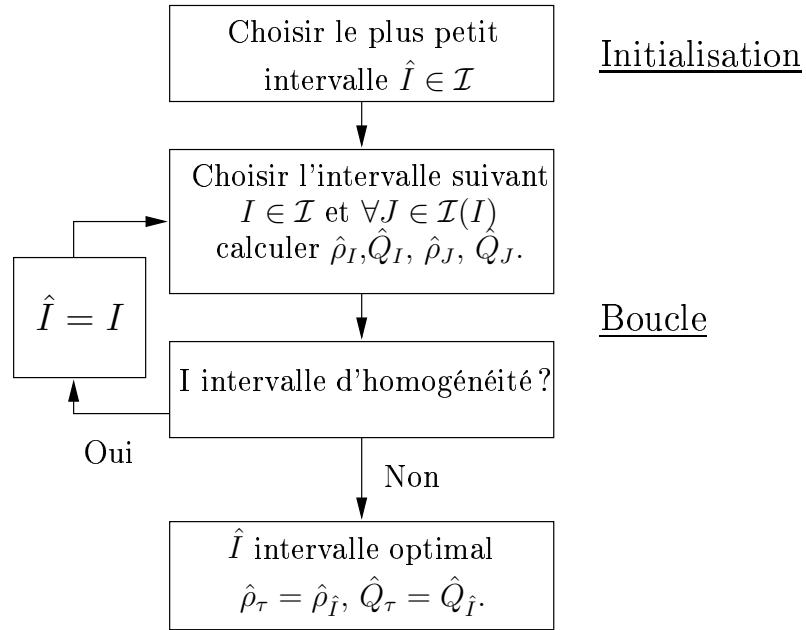 Choisir le plus petit
intervalle Î ∈ ℐ
Initialisation
Choisir l'intervalle suivant
I ∈ ℐ et ∀J ∈ ℐ(I)
calculer ρ̂_I,Q̂_I, ρ̂_J, Q̂_J.
Î = I
Boucle
I intervalle d'homogénéité ?
Oui
Non
Î intervalle optimal
ρ̂_τ = ρ̂_Î, Q̂_τ = Q̂_Î.